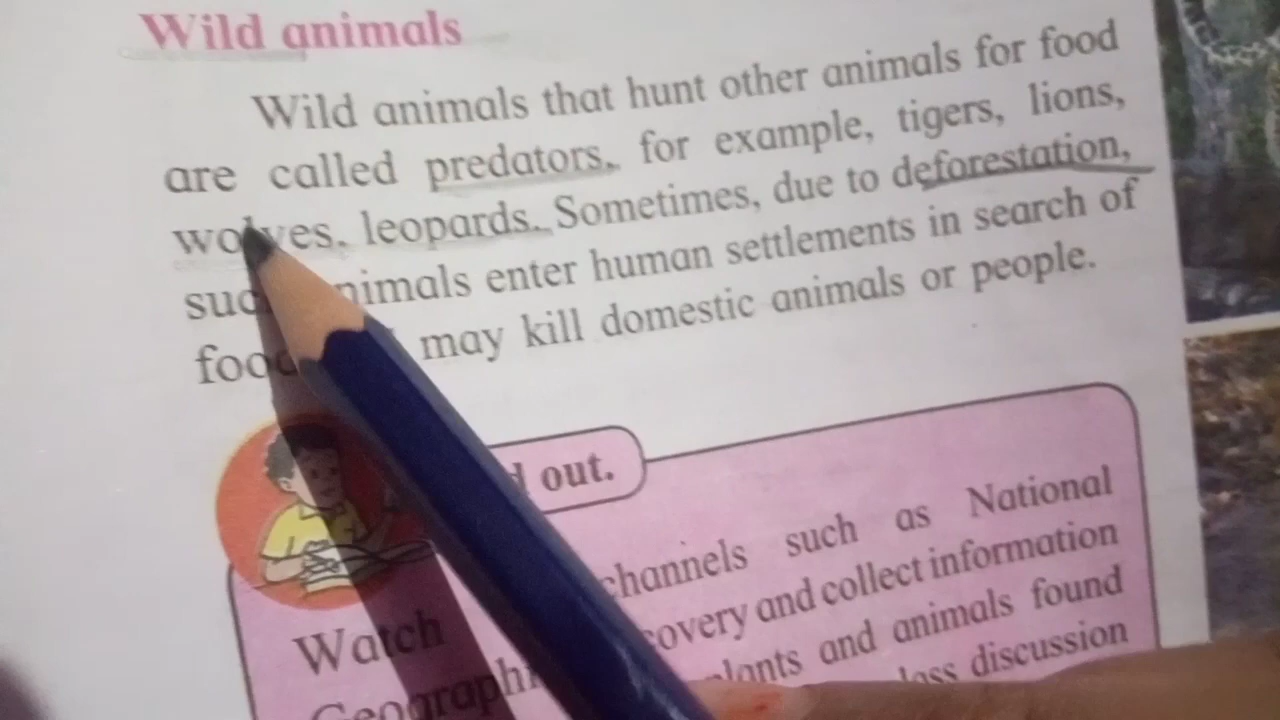 Wild animals
Wild animals that hunt other animals for food
are called predators, for example, tigers, lions,
wolves, leopards. Sometimes, due to deforestation,
such animals enter human settlements in search of
food may kill domestic animals or people.
out.
channels such as National
Watch covery and collect information
Geographi plants and animals found
discussion